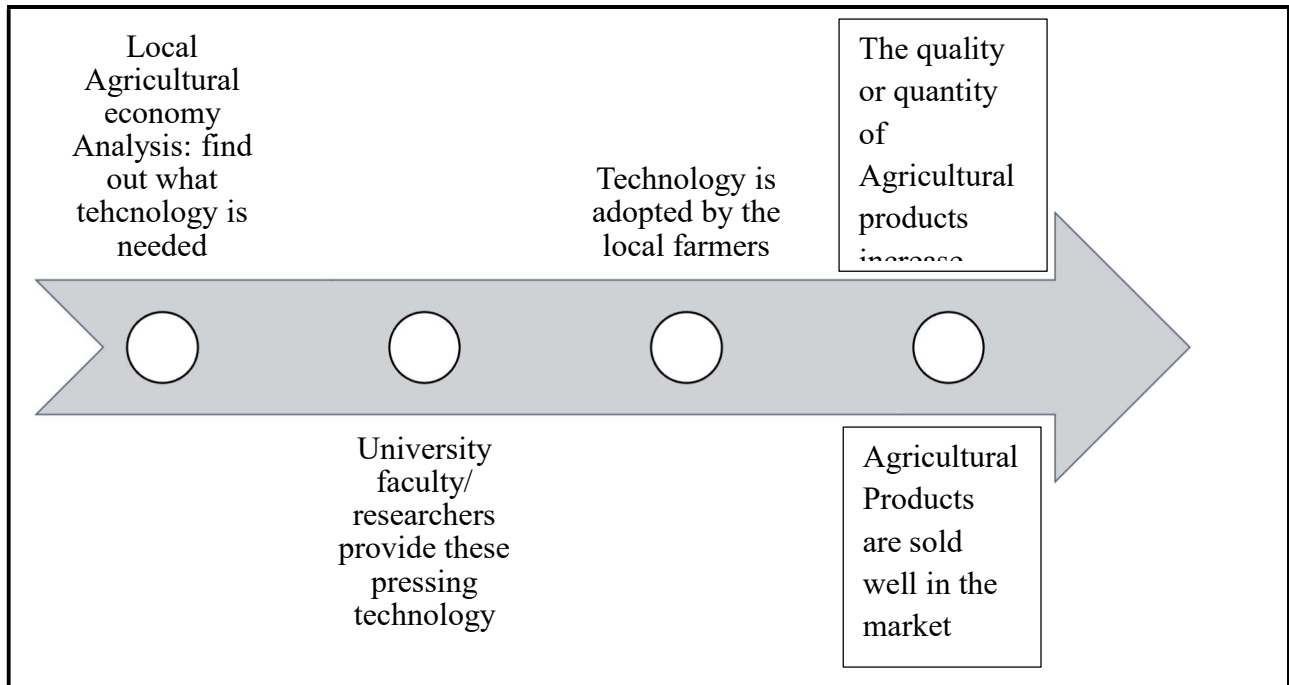 Local
Agricultural
economy
Analysis: find
out what
tehcnology is
needed
University
faculty/
researchers
provide these
pressing
technology
Technology is
adopted by the
local farmers
The quality
or quantity
of
Agricultural
products
increase
Agricultural
Products
are sold
well in the
market